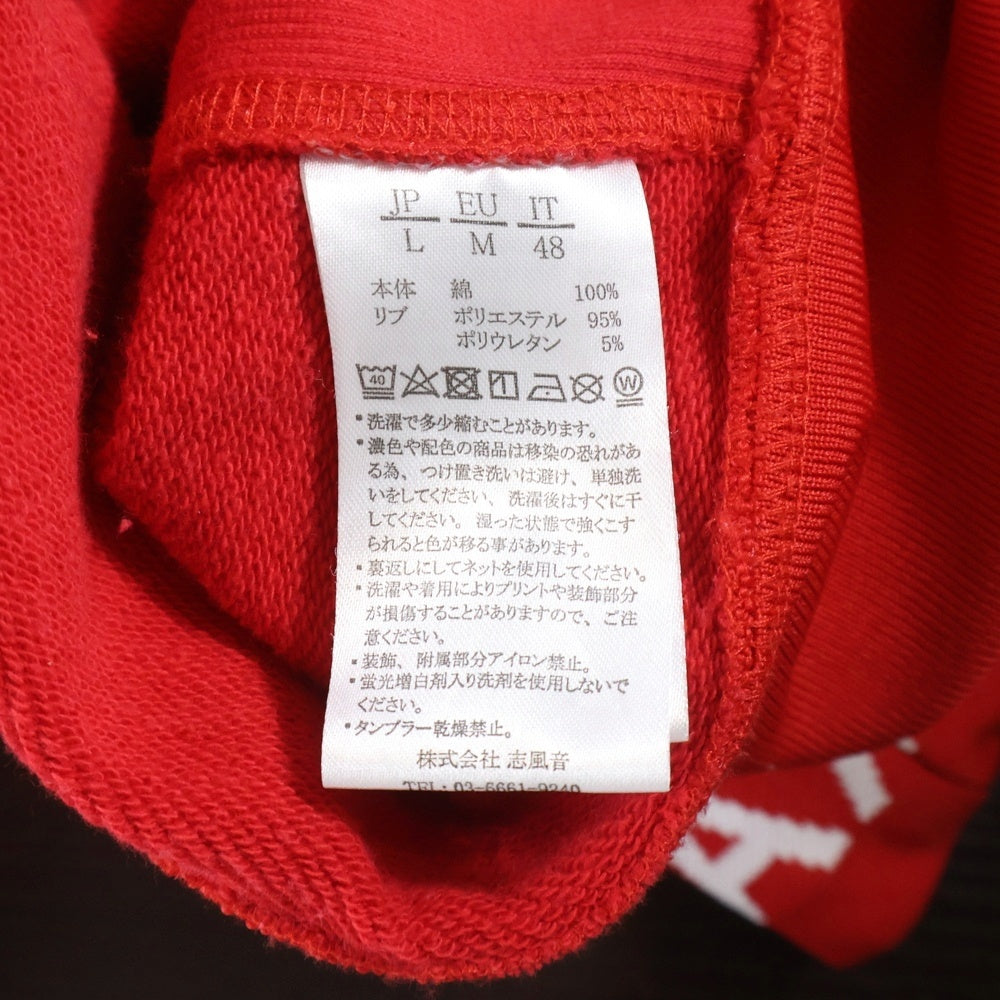 JP EU IT
L M 48
本体 綿 100%
リブ ポリエステル 95%
ポリウレタン 5%
40 W
・洗濯で多少縮むことがあります。
・濃色や配色の商品は移染の恐れがあ
る為、つけ置き洗いは避け、単独洗
いをしてください、洗濯後はすぐに干
してください。湿った状態で強くこす
られると色が移る事があります。
・裏返しにしてネットを使用してください。
・洗濯や着用によりプリントや装飾部分
が損傷することがありますので、ご注
意ください。
・装飾、附属部分アイロン禁止。
・蛍光増白剤入り洗剤を使用しないで
ください。
・タンブラー乾燥禁止。
株式会社 志風音
TEL:03-6661-9240